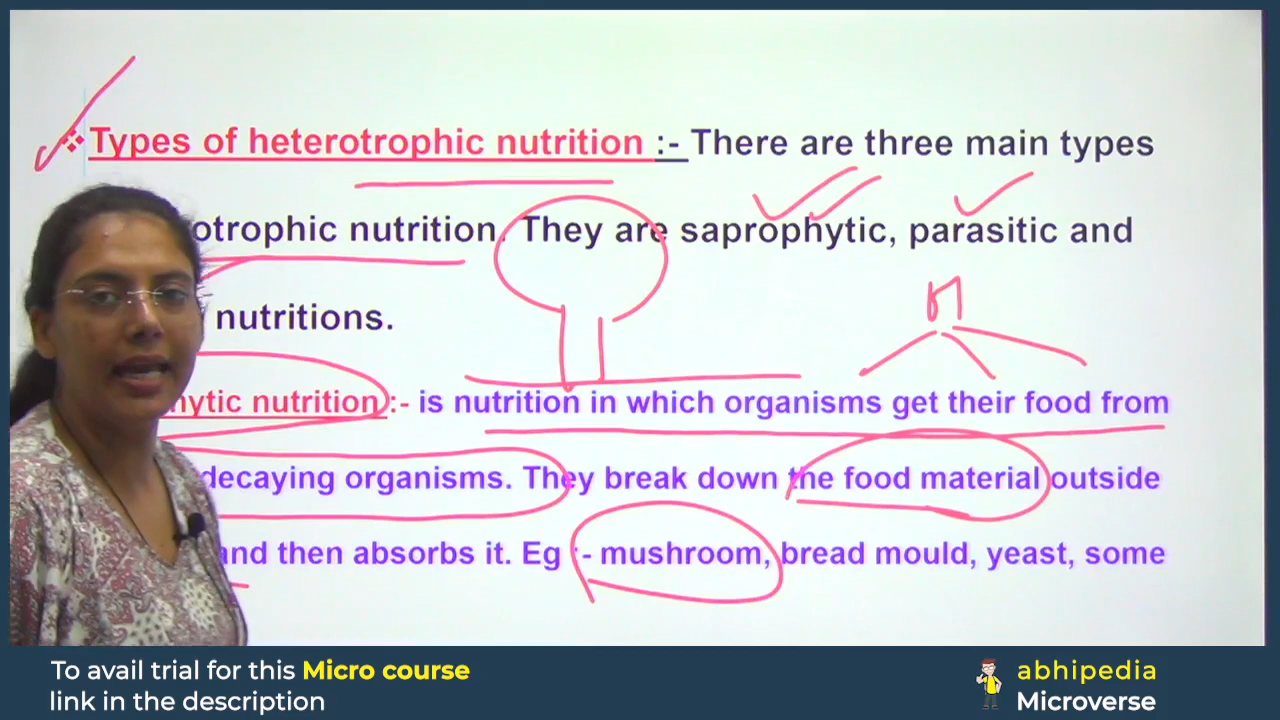 Types of heterotrophic nutrition :- There are three main types
otrophic nutrition. They are saprophytic, parasitic and
nutritions.
hytic nutrition :- is nutrition in which organisms get their food from
decaying organisms. They break down the food material outside
and then absorbs it. Eg :- mushroom, bread mould, yeast, some
To avail trial for this Micro course
link in the description
abhipedia
Microverse